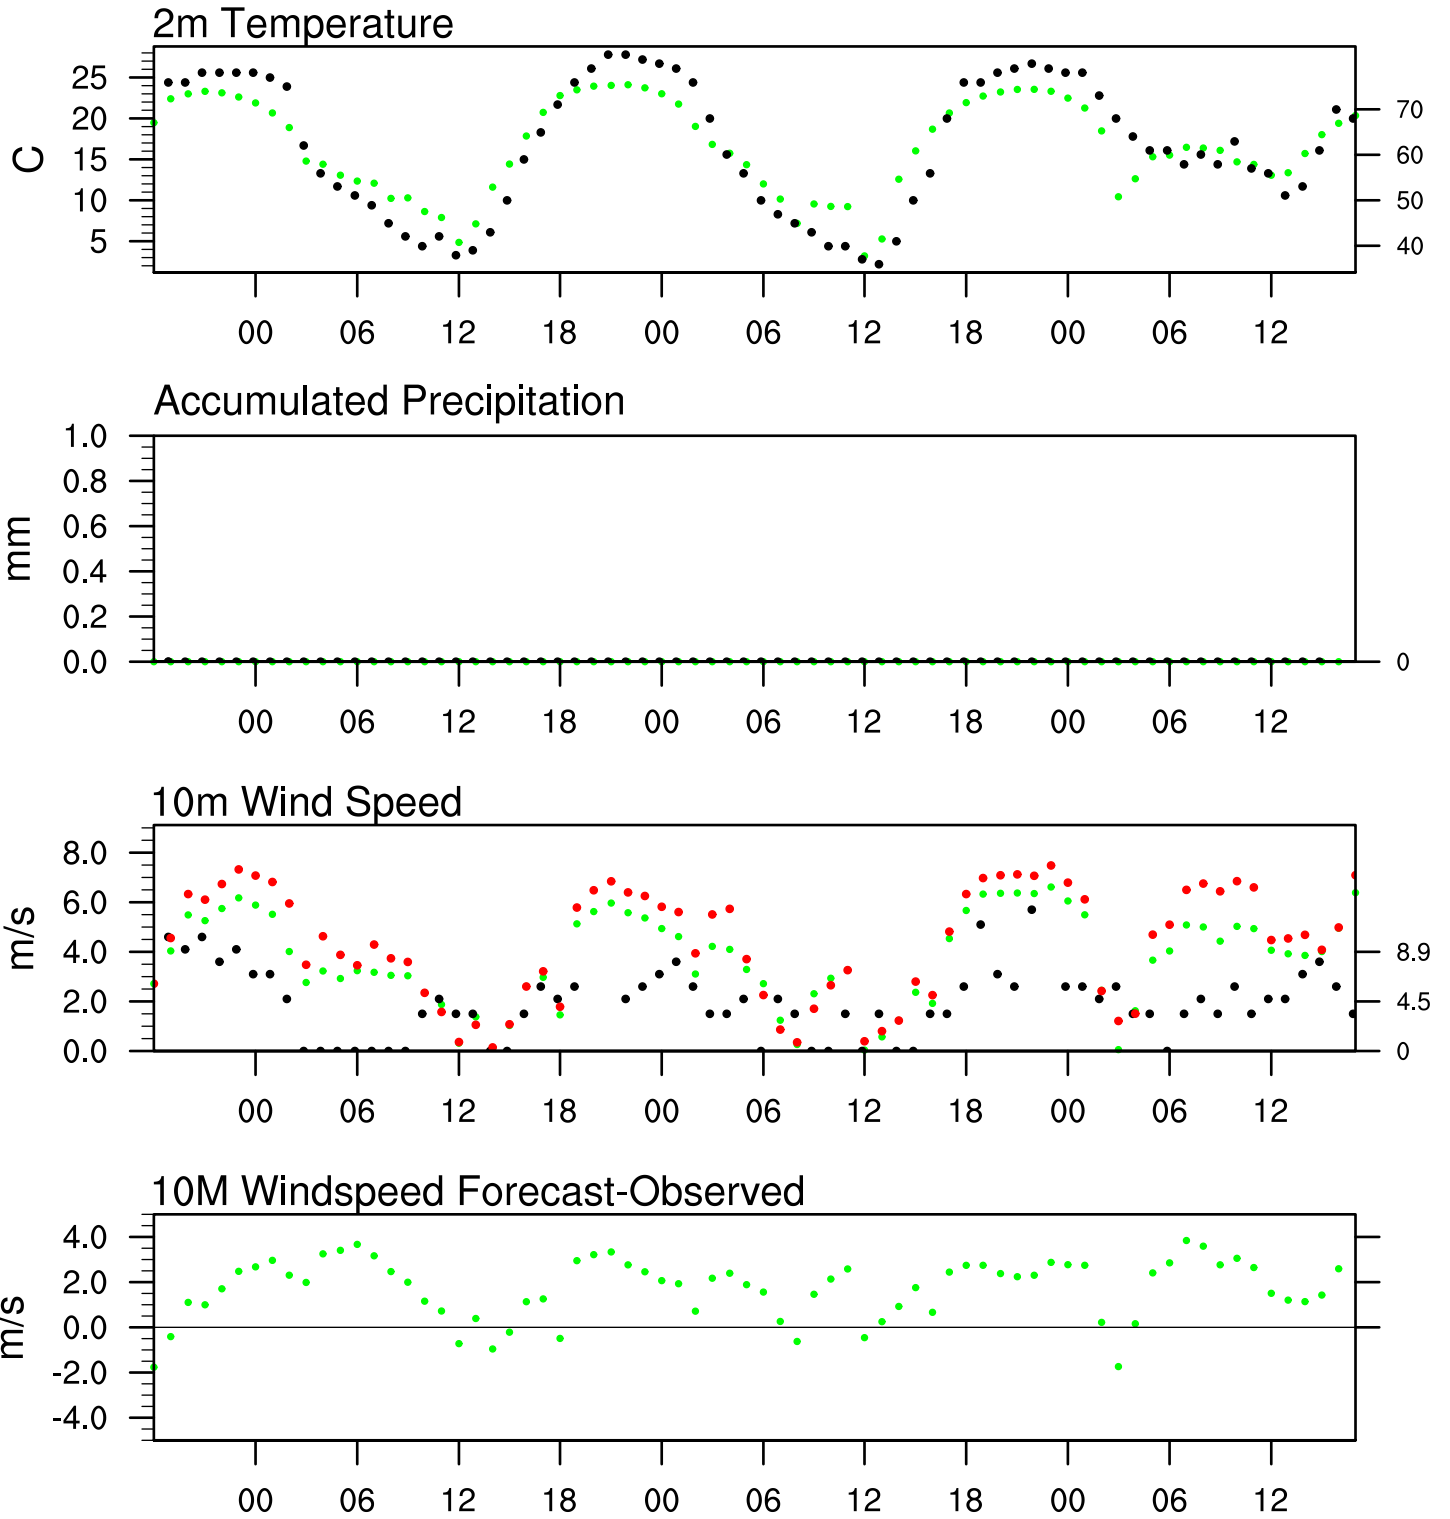 2m Temperature
25
20
15
10
5
C
70
60
50
40
00 06 12 18 00 06 12 18 00 06 12
Accumulated Precipitation
1.0
0.8
0.6
0.4
0.2
0.0
mm
0
00 06 12 18 00 06 12 18 00 06 12
10m Wind Speed
8.0
6.0
4.0
2.0
0.0
m/s
8.9
4.5
0
00 06 12 18 00 06 12 18 00 06 12
10M Windspeed Forecast-Observed
4.0
2.0
0.0
-2.0
-4.0
m/s
00 06 12 18 00 06 12 18 00 06 12